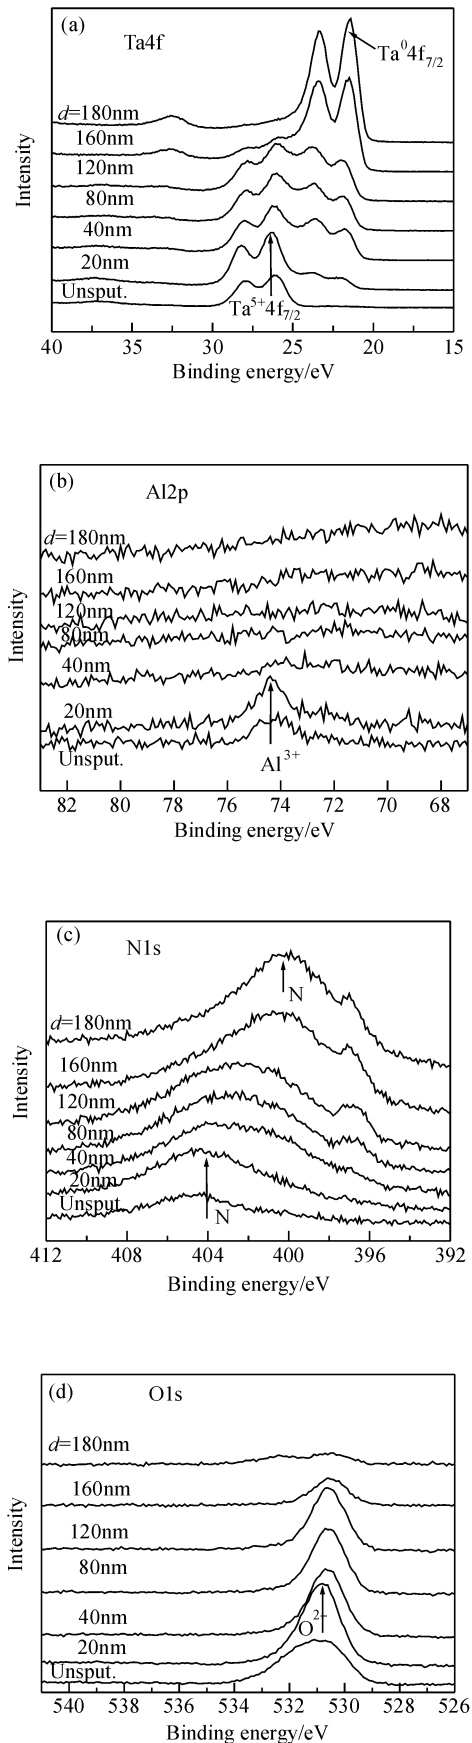 (a)
Ta4f
Ta⁰4f₇/₂
d=180nm
160nm
120nm
80nm
40nm
20nm
Unsput.
Ta⁵⁺4f₇/₂
Intensity
40 35 30 25 20 15
Binding energy/eV
(b)
Al2p
d=180nm
160nm
120nm
80nm
40nm
20nm
Unsput.
Al³⁺
Intensity
82 80 78 76 74 72 70 68
Binding energy/eV
(c)
N1s
N
d=180nm
160nm
120nm
80nm
40nm
20nm
Unsput.
N
Intensity
412 408 404 400 396 392
Binding energy/eV
(d)
O1s
d=180nm
160nm
120nm
80nm
40nm
O²⁻
20nm
Unsput.
Intensity
540 538 536 534 532 530 528 526
Binding energy/eV